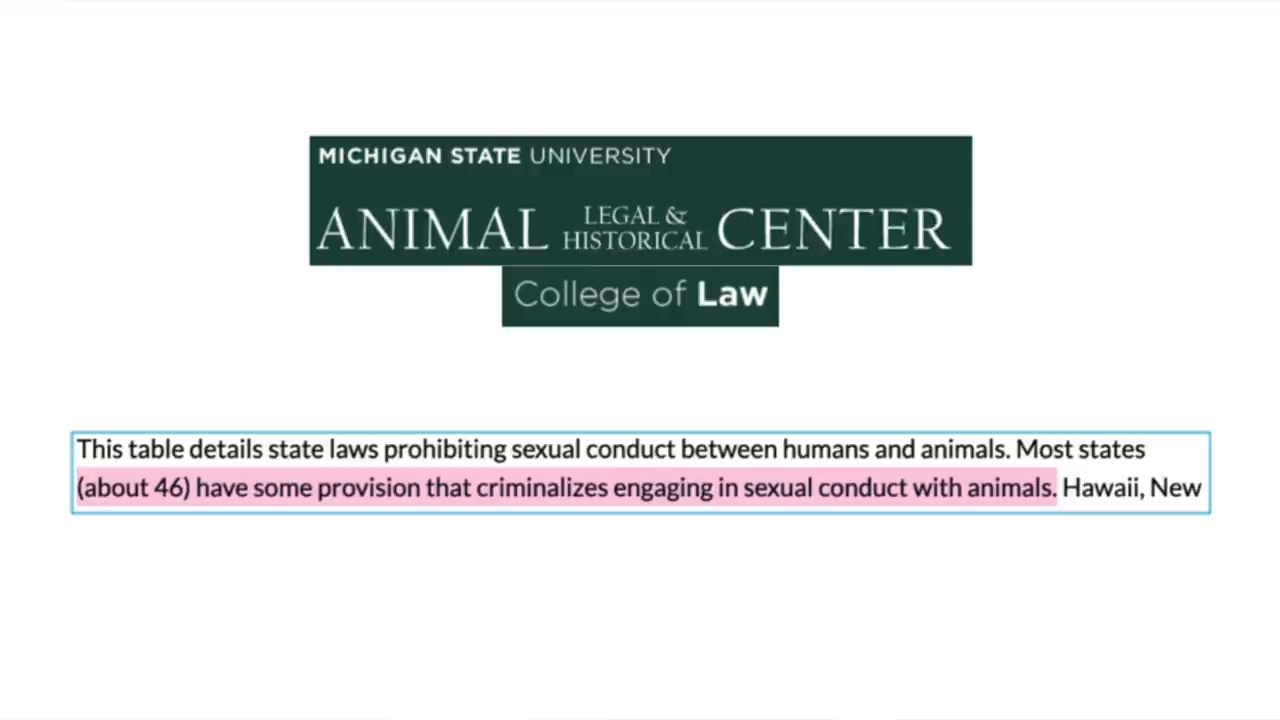 MICHIGAN STATE UNIVERSITY
ANIMAL LEGAL & HISTORICAL CENTER
College of Law
This table details state laws prohibiting sexual conduct between humans and animals. Most states
(about 46) have some provision that criminalizes engaging in sexual conduct with animals. Hawaii, New